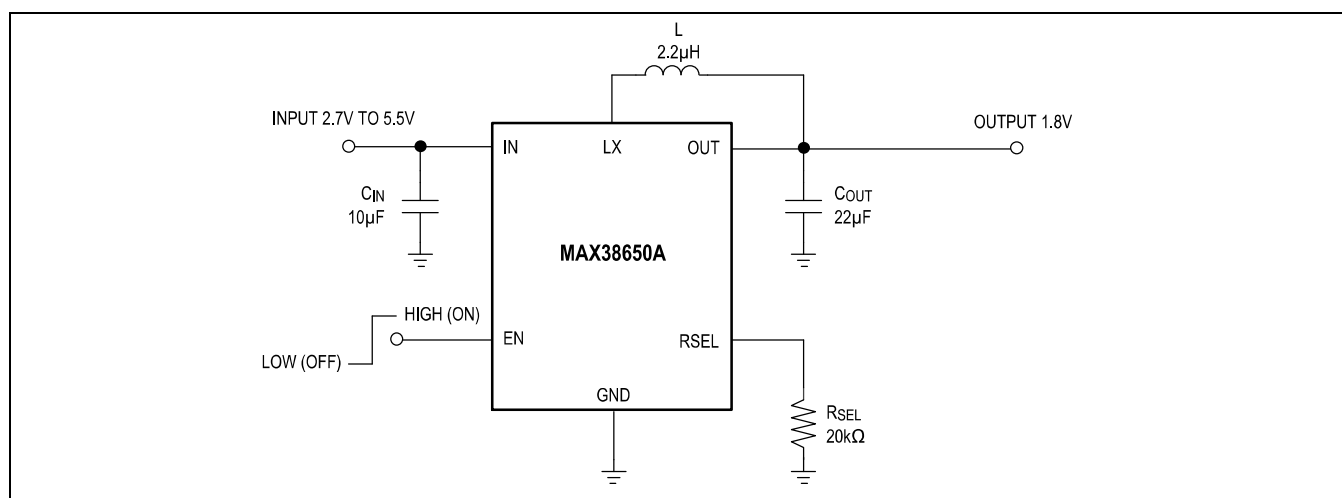 L
2.2µH
INPUT 2.7V TO 5.5V
OUTPUT 1.8V
IN
LX
OUT
CIN
10µF
COUT
22µF
MAX38650A
HIGH (ON)
LOW (OFF)
EN
RSEL
GND
RSEL
20kΩ